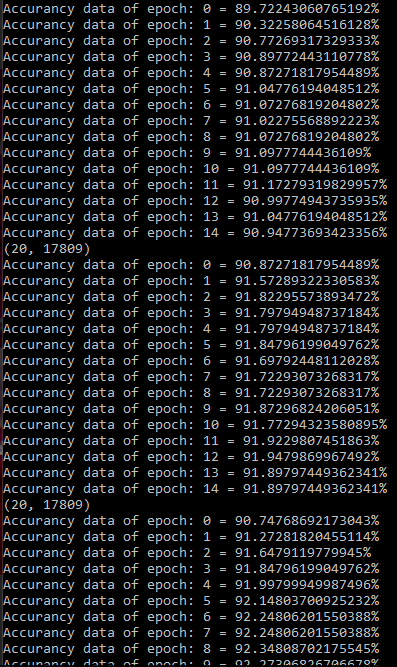 Accurancy data of epoch: 0 = 89.72243060765192%
Accurancy data of epoch: 1 = 90.32258064516128%
Accurancy data of epoch: 2 = 90.77269317329333%
Accurancy data of epoch: 3 = 90.89772443110778%
Accurancy data of epoch: 4 = 90.87271817954489%
Accurancy data of epoch: 5 = 91.04776194048512%
Accurancy data of epoch: 6 = 91.07276819204802%
Accurancy data of epoch: 7 = 91.02275568892223%
Accurancy data of epoch: 8 = 91.07276819204802%
Accurancy data of epoch: 9 = 91.0977744436109%
Accurancy data of epoch: 10 = 91.0977744436109%
Accurancy data of epoch: 11 = 91.17279319829957%
Accurancy data of epoch: 12 = 90.99774943735935%
Accurancy data of epoch: 13 = 91.04776194048512%
Accurancy data of epoch: 14 = 90.94773693423356%
(20, 17809)
Accurancy data of epoch: 0 = 90.87271817954489%
Accurancy data of epoch: 1 = 91.57289322330583%
Accurancy data of epoch: 2 = 91.82295573893472%
Accurancy data of epoch: 3 = 91.79794948737184%
Accurancy data of epoch: 4 = 91.79794948737184%
Accurancy data of epoch: 5 = 91.84796199049762%
Accurancy data of epoch: 6 = 91.69792448112028%
Accurancy data of epoch: 7 = 91.72293073268317%
Accurancy data of epoch: 8 = 91.72293073268317%
Accurancy data of epoch: 9 = 91.87296824206051%
Accurancy data of epoch: 10 = 91.77294323580895%
Accurancy data of epoch: 11 = 91.9229807451863%
Accurancy data of epoch: 12 = 91.9479869967492%
Accurancy data of epoch: 13 = 91.89797449362341%
Accurancy data of epoch: 14 = 91.89797449362341%
(20, 17809)
Accurancy data of epoch: 0 = 90.74768692173043%
Accurancy data of epoch: 1 = 91.27281820455114%
Accurancy data of epoch: 2 = 91.6479119779945%
Accurancy data of epoch: 3 = 91.84796199049762%
Accurancy data of epoch: 4 = 91.99799949987496%
Accurancy data of epoch: 5 = 92.14803700925232%
Accurancy data of epoch: 6 = 92.24806201550388%
Accurancy data of epoch: 7 = 92.24806201550388%
Accurancy data of epoch: 8 = 92.34808702175545%
Accurancy data of epoch: 9 = 92.27306826706678%